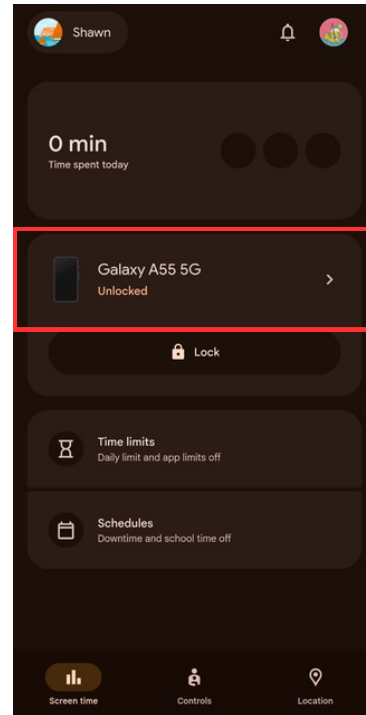 Shawn
0 min
Time spent today
Galaxy A55 5G
Unlocked
Lock
Time limits
Daily limit and app limits off
Schedules
Downtime and school time off
Screen time
Controls
Location